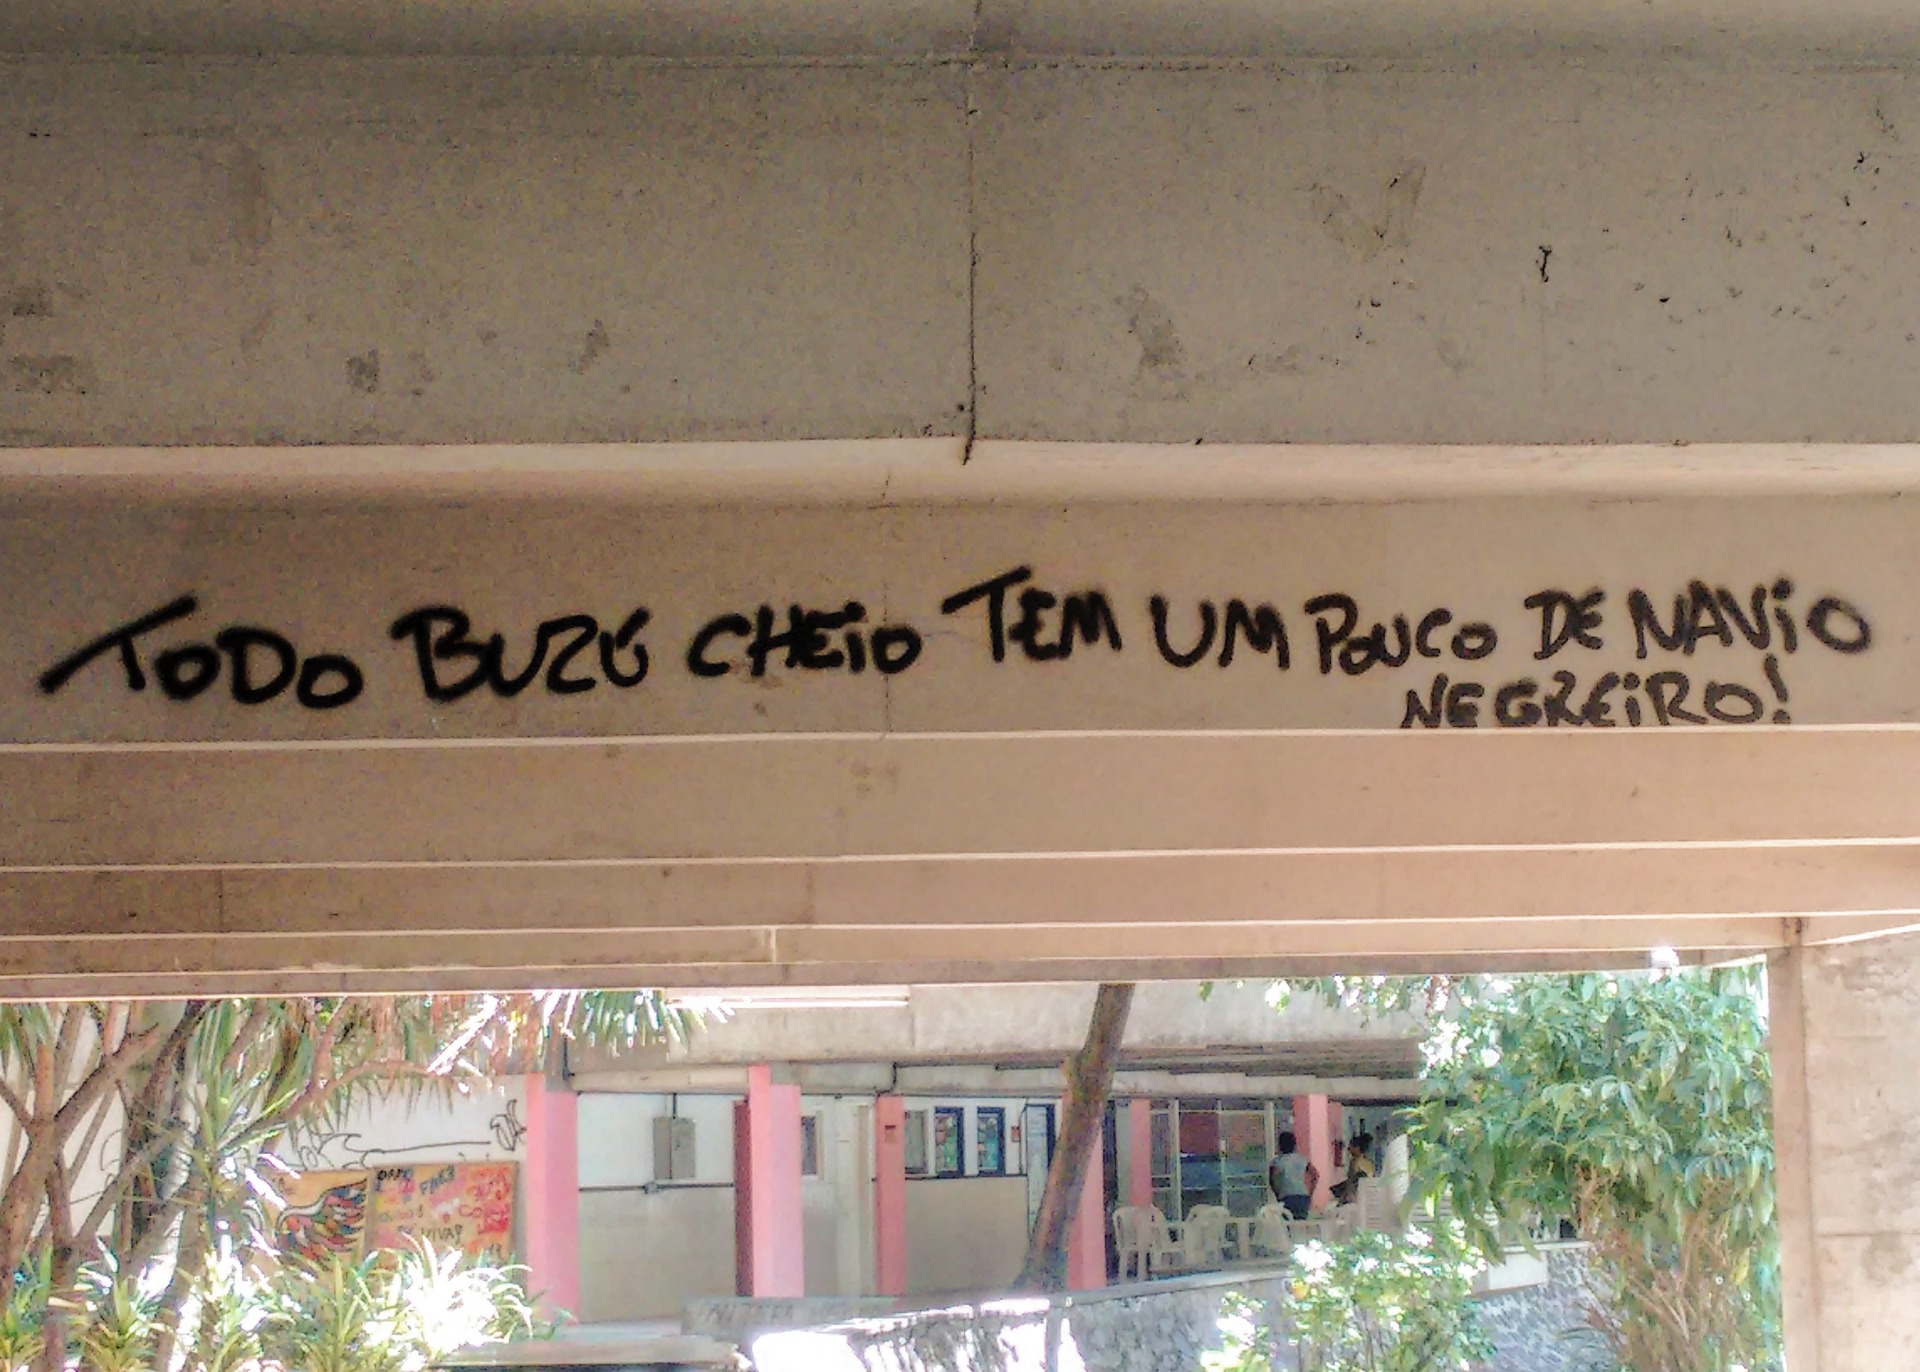 TODO BUZÚ CHEIO TEM UM POUCO DE NAVIO
NEGREIRO!